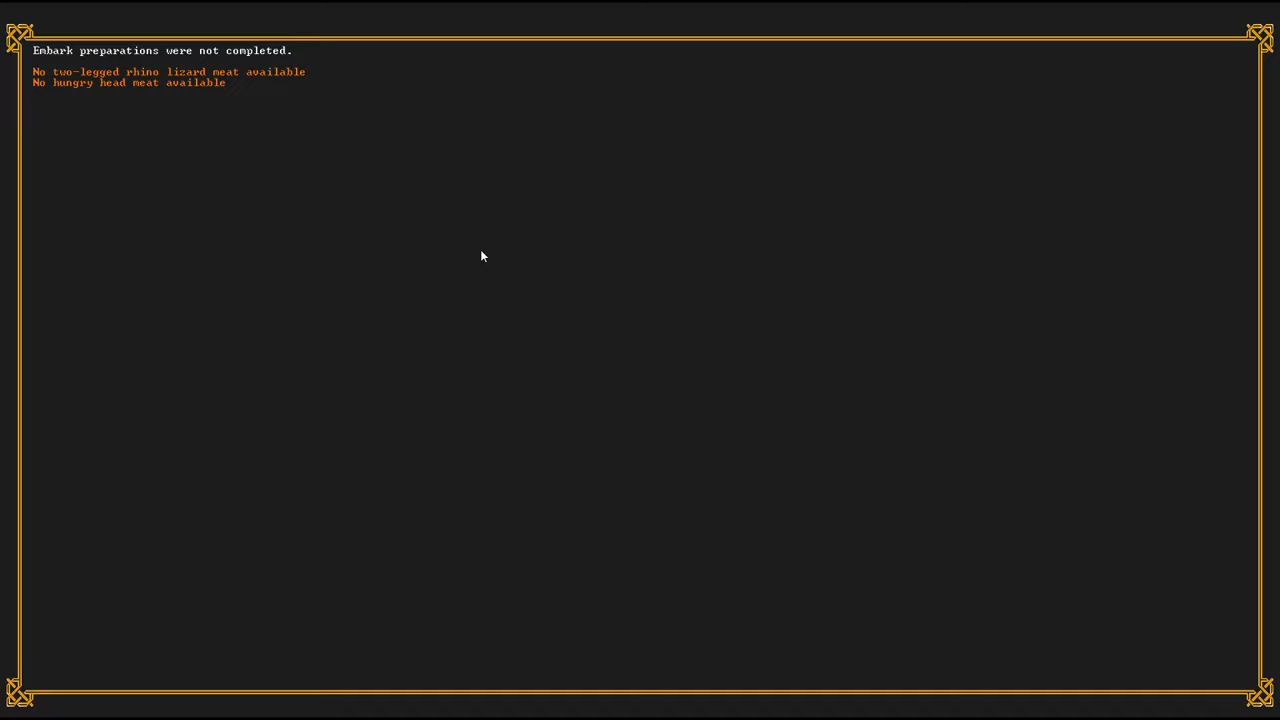 Embark preparations were not completed.
No two-legged rhino lizard meat available
No hungry head meat available